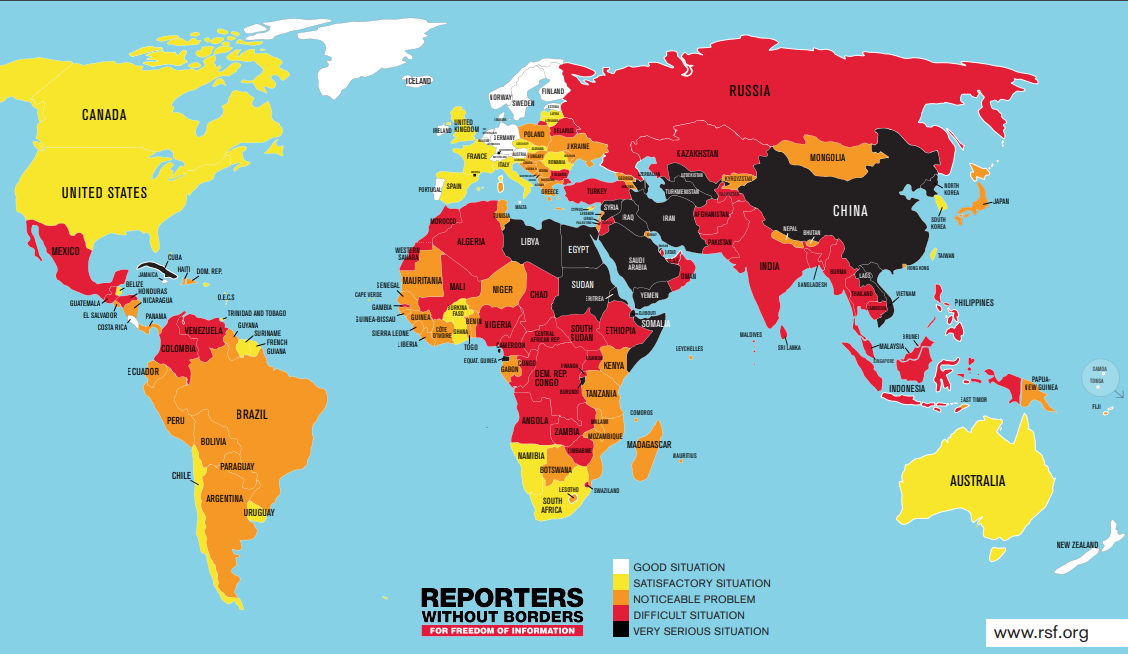 ICELAND
CANADA
UNITED STATES
MEXICO
CUBA
JAMAICA
HAITI
DOM. REP.
BELIZE
HONDURAS
GUATEMALA
NICARAGUA
EL SALVADOR
COSTA RICA
PANAMA
O.E.C.S
TRINIDAD AND TOBAGO
VENEZUELA
GUYANA
SURINAME
FRENCH
GUIANA
COLOMBIA
ECUADOR
PERU
BRAZIL
BOLIVIA
PARAGUAY
CHILE
ARGENTINA
URUGUAY
NORWAY
SWEDEN
FINLAND
IRELAND
UNITED
KINGDOM
GERMANY
POLAND
BELARUS
UKRAINE
FRANCE
ITALY
ROMANIA
PORTUGAL
SPAIN
GREECE
MALTA
TURKEY
RUSSIA
KAZAKHSTAN
UZBEKISTAN
KYRGYZSTAN
TURKMENISTAN
MONGOLIA
CHINA
NORTH
KOREA
SOUTH
KOREA
JAPAN
TAIWAN
HONG KONG
SYRIA
IRAQ
IRAN
AFGHANISTAN
PAKISTAN
NEPAL
BHUTAN
INDIA
BANGLADESH
BURMA
LAOS
THAILAND
VIETNAM
PHILIPPINES
SRI LANKA
MALDIVES
MALAYSIA
BRUNEI
SINGAPORE
INDONESIA
EAST TIMOR
PAPUA-
NEW GUINEA
SAMOA
TONGA
FIJI
AUSTRALIA
NEW ZEALAND
SAUDI
ARABIA
QATAR
OMAN
YEMEN
MOROCCO
WESTERN
SAHARA
ALGERIA
TUNISIA
LIBYA
EGYPT
MAURITANIA
MALI
NIGER
CHAD
SUDAN
ERITREA
DJIBOUTI
SOMALIA
ETHIOPIA
SOUTH
SUDAN
CENTRAL
AFRICAN REP.
CAPE VERDE
SENEGAL
GAMBIA
GUINEA-BISSAU
GUINEA
SIERRA LEONE
LIBERIA
CÔTE
D'IVOIRE
BURKINA
FASO
GHANA
TOGO
BENIN
NIGERIA
CAMEROON
EQUAT. GUINEA
GABON
CONGO
DEM. REP.
CONGO
UGANDA
RWANDA
BURUNDI
KENYA
TANZANIA
SEYCHELLES
COMOROS
ANGOLA
ZAMBIA
MALAWI
MOZAMBIQUE
ZIMBABWE
MADAGASCAR
MAURITIUS
NAMIBIA
BOTSWANA
LESOTHO
SWAZILAND
SOUTH
AFRICA
GOOD SITUATION
SATISFACTORY SITUATION
NOTICEABLE PROBLEM
DIFFICULT SITUATION
VERY SERIOUS SITUATION
REPORTERS
WITHOUT BORDERS
FOR FREEDOM OF INFORMATION
www.rsf.org